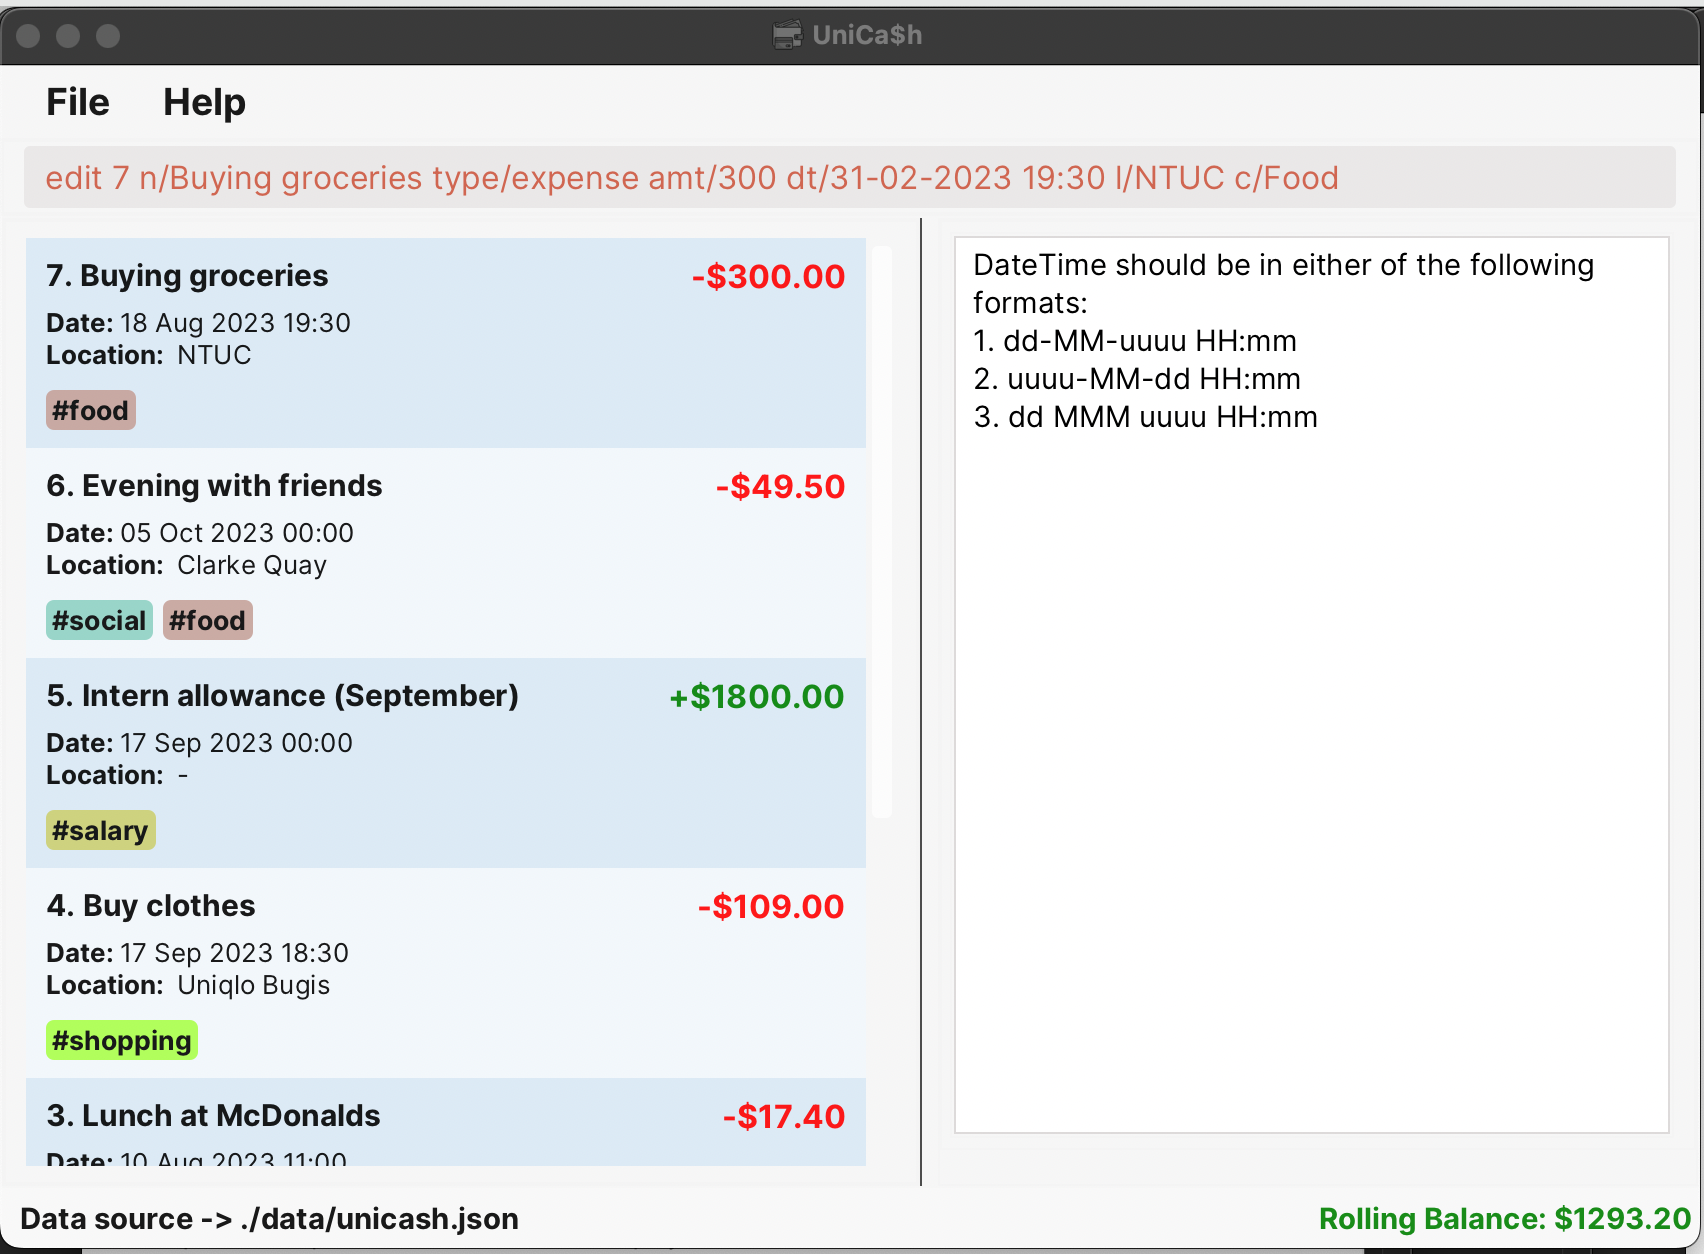 UniCa$h
File Help
edit 7 n/Buying groceries type/expense amt/300 dt/31-02-2023 19:30 l/NTUC c/Food
7. Buying groceries -$300.00
Date: 18 Aug 2023 19:30
Location: NTUC
#food
6. Evening with friends -$49.50
Date: 05 Oct 2023 00:00
Location: Clarke Quay
#social #food
5. Intern allowance (September) +$1800.00
Date: 17 Sep 2023 00:00
Location: -
#salary
4. Buy clothes -$109.00
Date: 17 Sep 2023 18:30
Location: Uniqlo Bugis
#shopping
3. Lunch at McDonalds -$17.40
Date: 10 Aug 2023 11:00
DateTime should be in either of the following
formats:
1. dd-MM-uuuu HH:mm
2. uuuu-MM-dd HH:mm
3. dd MMM uuuu HH:mm
Data source -> ./data/unicash.json
Rolling Balance: $1293.20